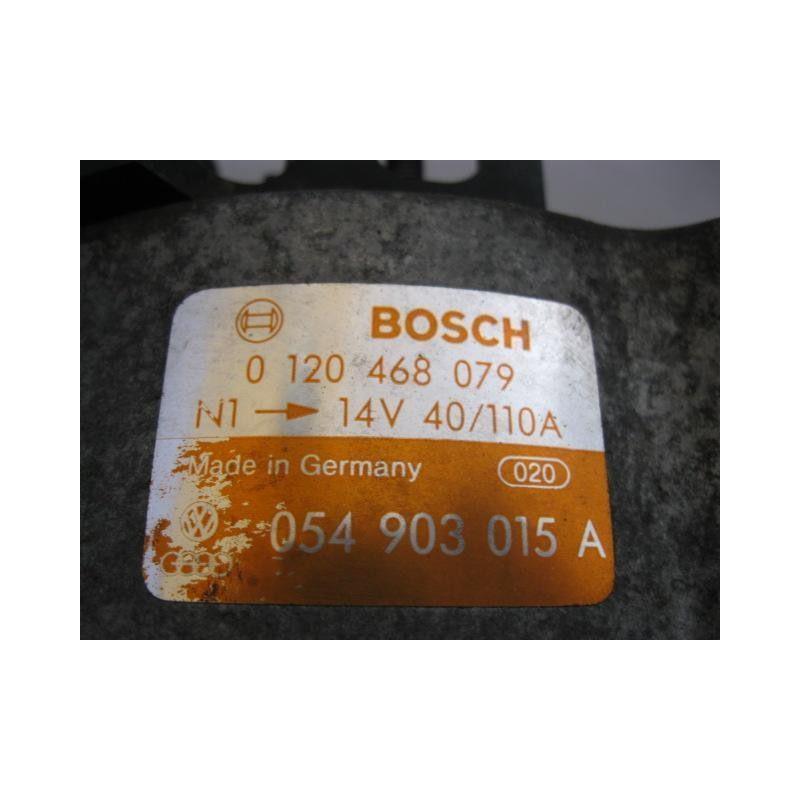 BOSCH
0 120 468 079
N1 → 14V 40/110A
Made in Germany 020
054 903 015 A